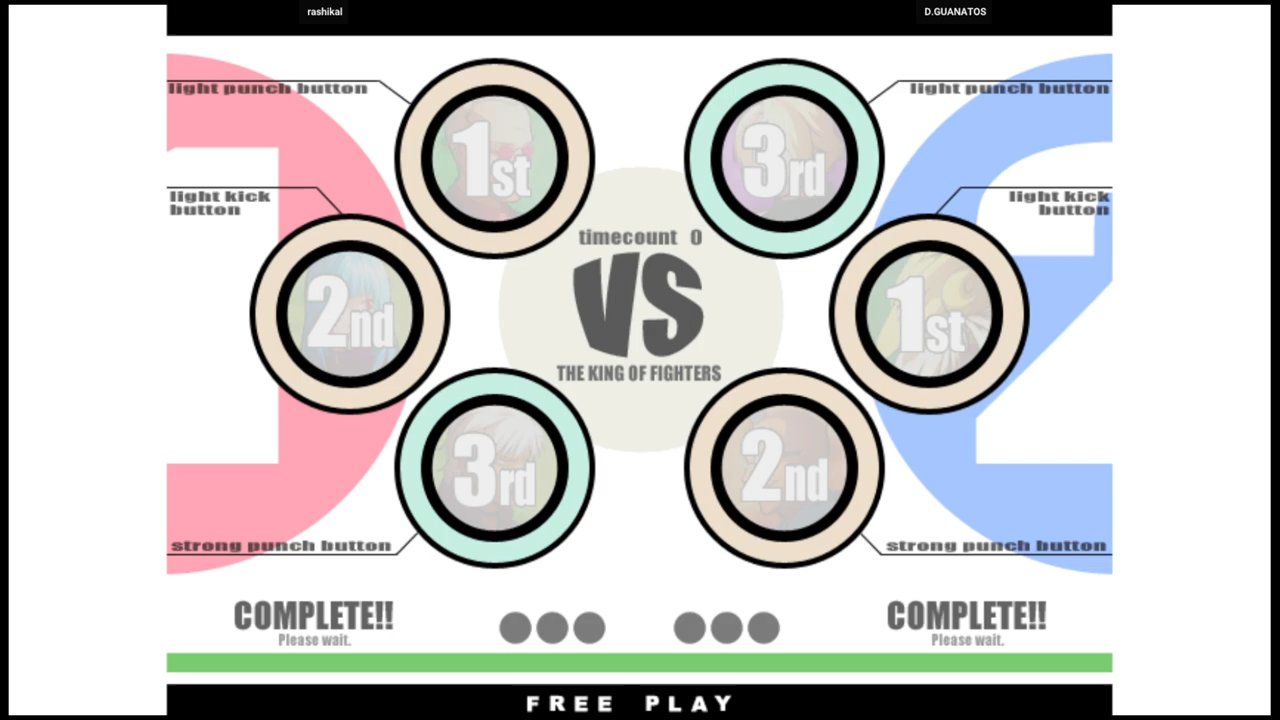 rashikal
D.GUANATOS
light punch button
light punch button
1st
3rd
light kick
button
light kick
button
timecount 0
2nd
VS
1st
THE KING OF FIGHTERS
3rd
2nd
strong punch button
strong punch button
COMPLETE!!
Please wait.
COMPLETE!!
Please wait.
FREE PLAY